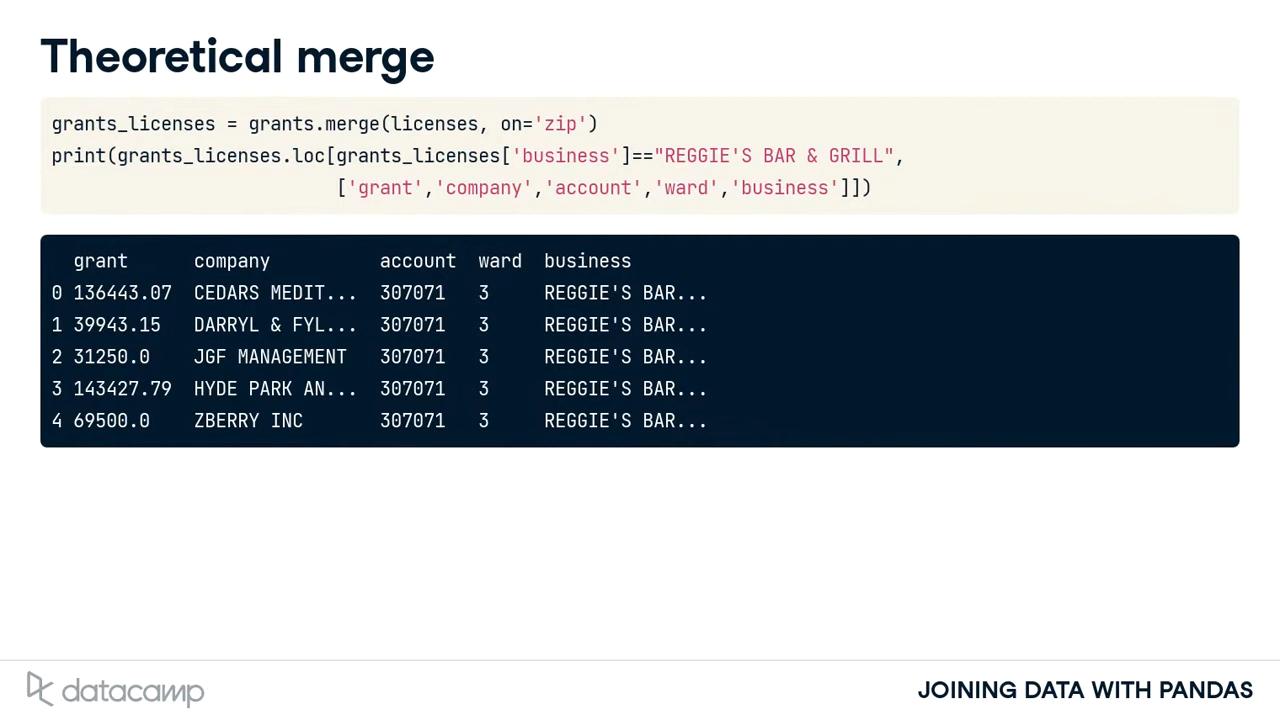 Theoretical merge
grants_licenses = grants.merge(licenses, on='zip')
print(grants_licenses.loc[grants_licenses['business']=="REGGIE'S BAR & GRILL",
['grant','company','account','ward','business']])
grant company account ward business
0 136443.07 CEDARS MEDIT... 307071 3 REGGIE'S BAR...
1 39943.15 DARRYL & FYL... 307071 3 REGGIE'S BAR...
2 31250.0 JGF MANAGEMENT 307071 3 REGGIE'S BAR...
3 143427.79 HYDE PARK AN... 307071 3 REGGIE'S BAR...
4 69500.0 ZBERRY INC 307071 3 REGGIE'S BAR...
datacamp
JOINING DATA WITH PANDAS